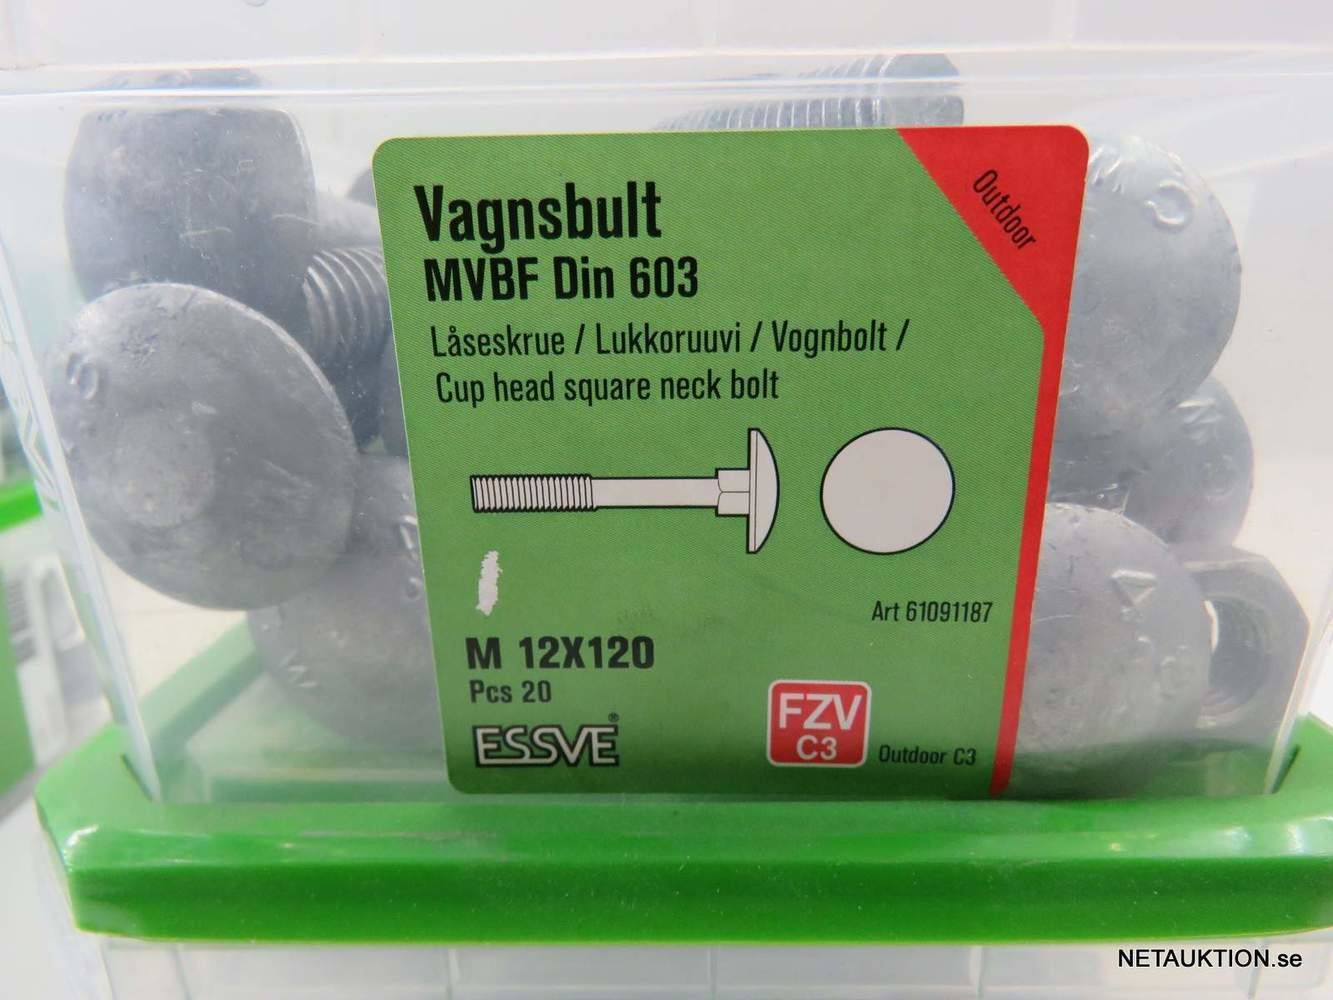 Vagnsbult
MVBF Din 603
Låseskrue / Lukkoruuvi / Vognbolt /
Cup head square neck bolt
Outdoor
Art 61091187
M 12X120
Pcs 20
ESSVE®
FZV
C3
Outdoor C3
NETAUKTION.se